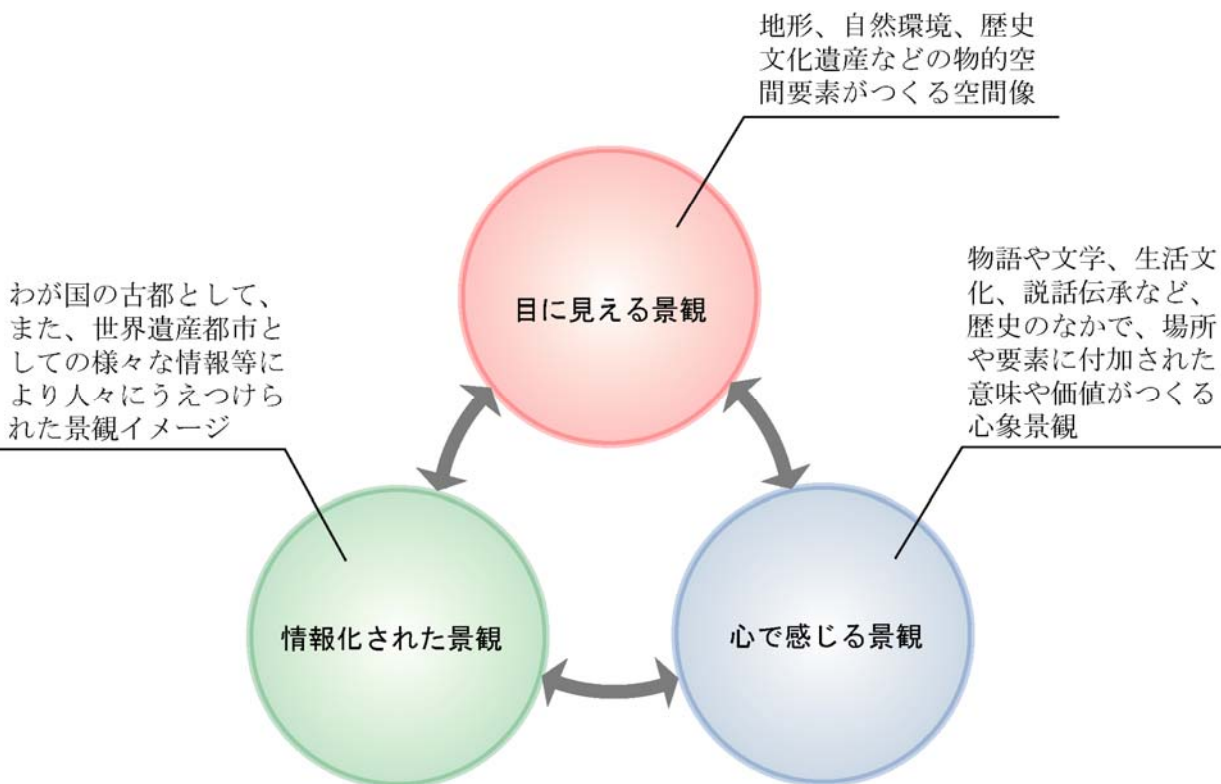 地形、自然環境、歴史
文化遺産などの物的空
間要素がつくる空間像
目に見える景観
物語や文学、生活文
化、説話伝承など、
歴史のなかで、場所
や要素に付加された
意味や価値がつくる
心象景観
わが国の古都として、
また、世界遺産都市と
しての様々な情報等に
より人々にうえつけら
れた景観イメージ
情報化された景観
心で感じる景観